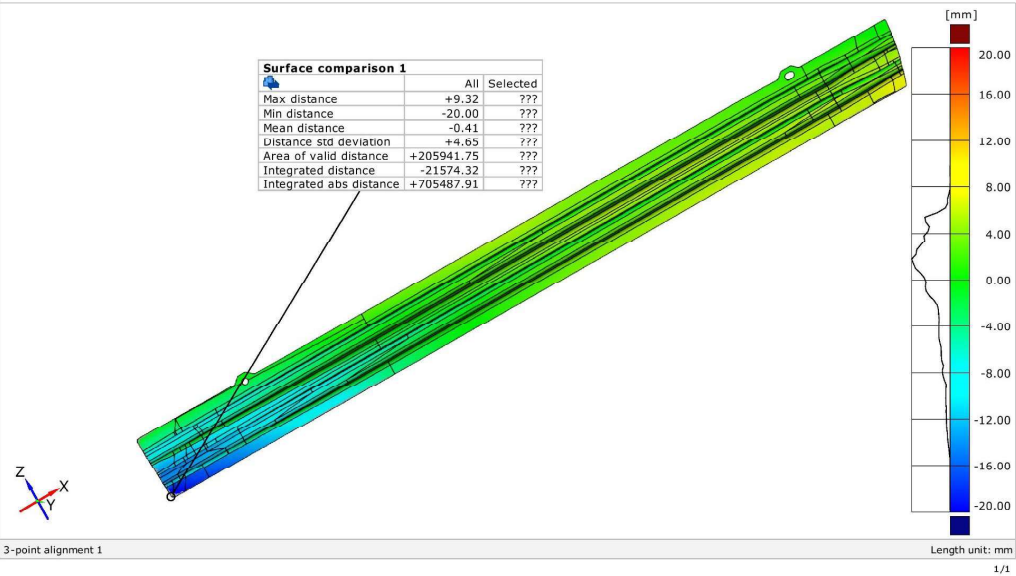 [mm]
Surface comparison 1
All Selected
Max distance +9.32 ???
Min distance -20.00 ???
Mean distance -0.41 ???
Distance std deviation +4.65 ???
Area of valid distance +205941.75 ???
Integrated distance -21574.32 ???
Integrated abs distance +705487.91 ???
20.00
16.00
12.00
8.00
4.00
0.00
-4.00
-8.00
-12.00
-16.00
-20.00
Z
X
Y
3-point alignment 1
Length unit: mm
1/1